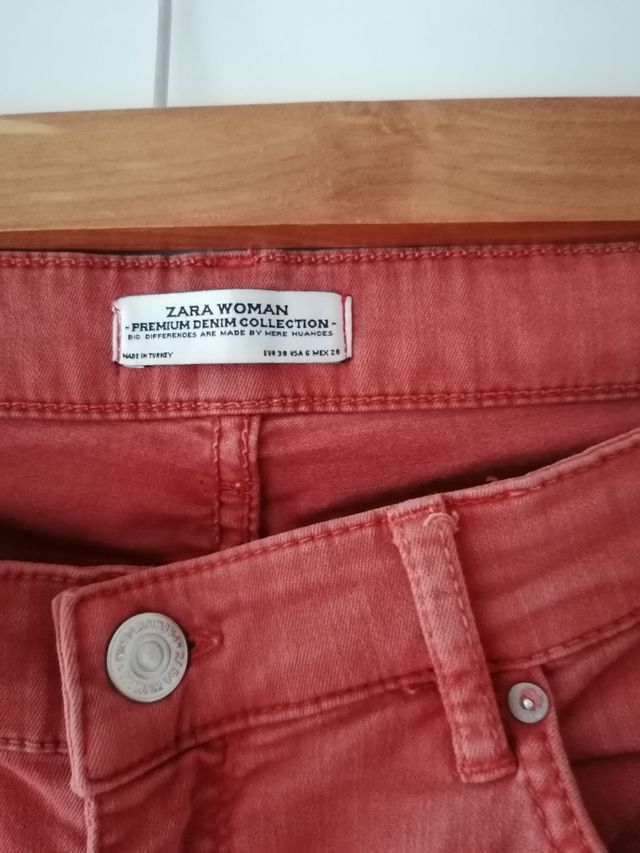 ZARA WOMAN
- PREMIUM DENIM COLLECTION -
BIG DIFFERENCES ARE MADE BY MERE NUANCES
MADE IN TURKEY EUR 38 USA 6 MEX 28